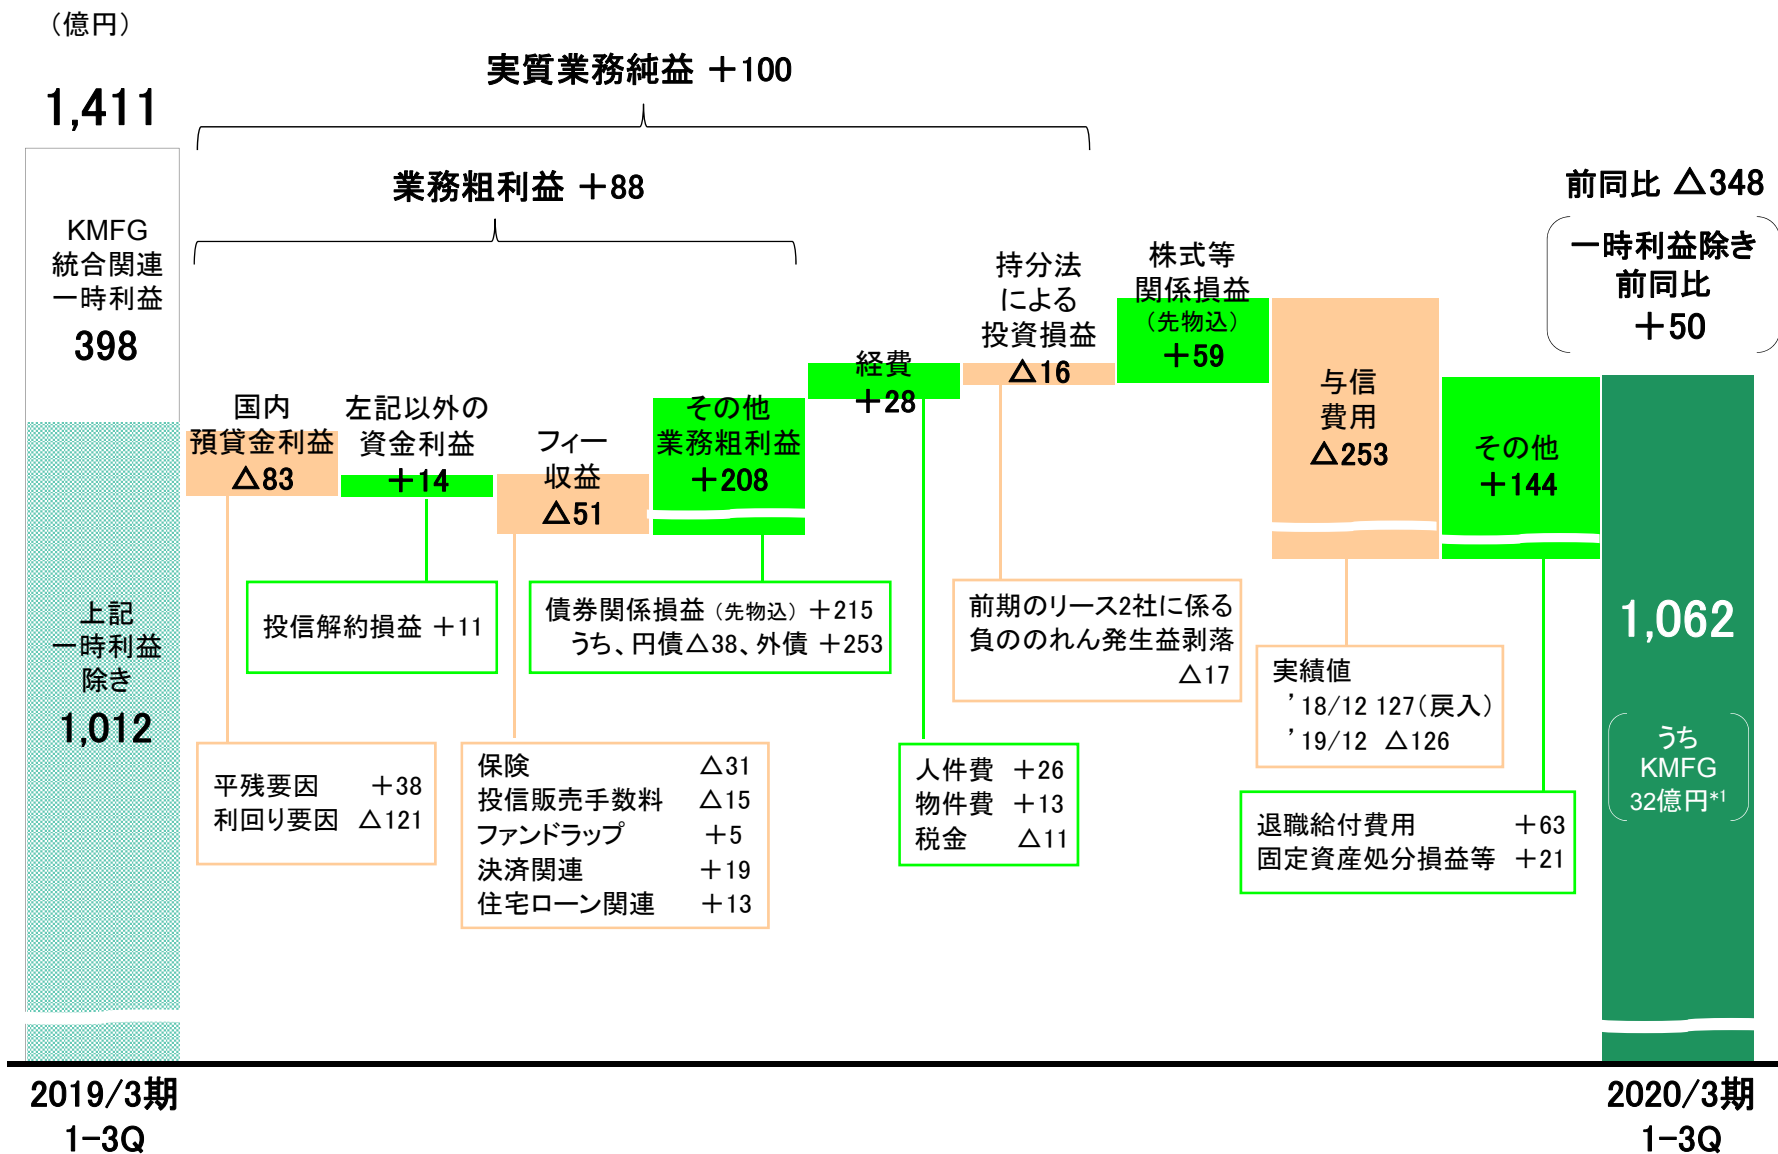 （億円）
1,411
KMFG
統合関連
一時利益
398
上記
一時利益
除き
1,012
実質業務純益 ＋100
業務粗利益 ＋88
国内
預貸金利益
△83
左記以外の
資金利益
＋14
フィー
収益
△51
その他
業務粗利益
＋208
経費
＋28
持分法
による
投資損益
△16
株式等
関係損益
（先物込）
＋59
与信
費用
△253
その他
＋144
前同比 △348
一時利益除き
前同比
＋50
投信解約損益 ＋11
債券関係損益（先物込）＋215
うち、円債△38、外債 ＋253
前期のリース2社に係る
負ののれん発生益剥落
△17
実績値
’18/12 127（戻入）
’19/12 △126
平残要因 ＋38
利回り要因 △121
保険 △31
投信販売手数料 △15
ファンドラップ ＋5
決済関連 ＋19
住宅ローン関連 ＋13
人件費 ＋26
物件費 ＋13
税金 △11
退職給付費用 ＋63
固定資産処分損益等 ＋21
1,062
うち
KMFG
32億円*1
2019/3期
1-3Q
2020/3期
1-3Q